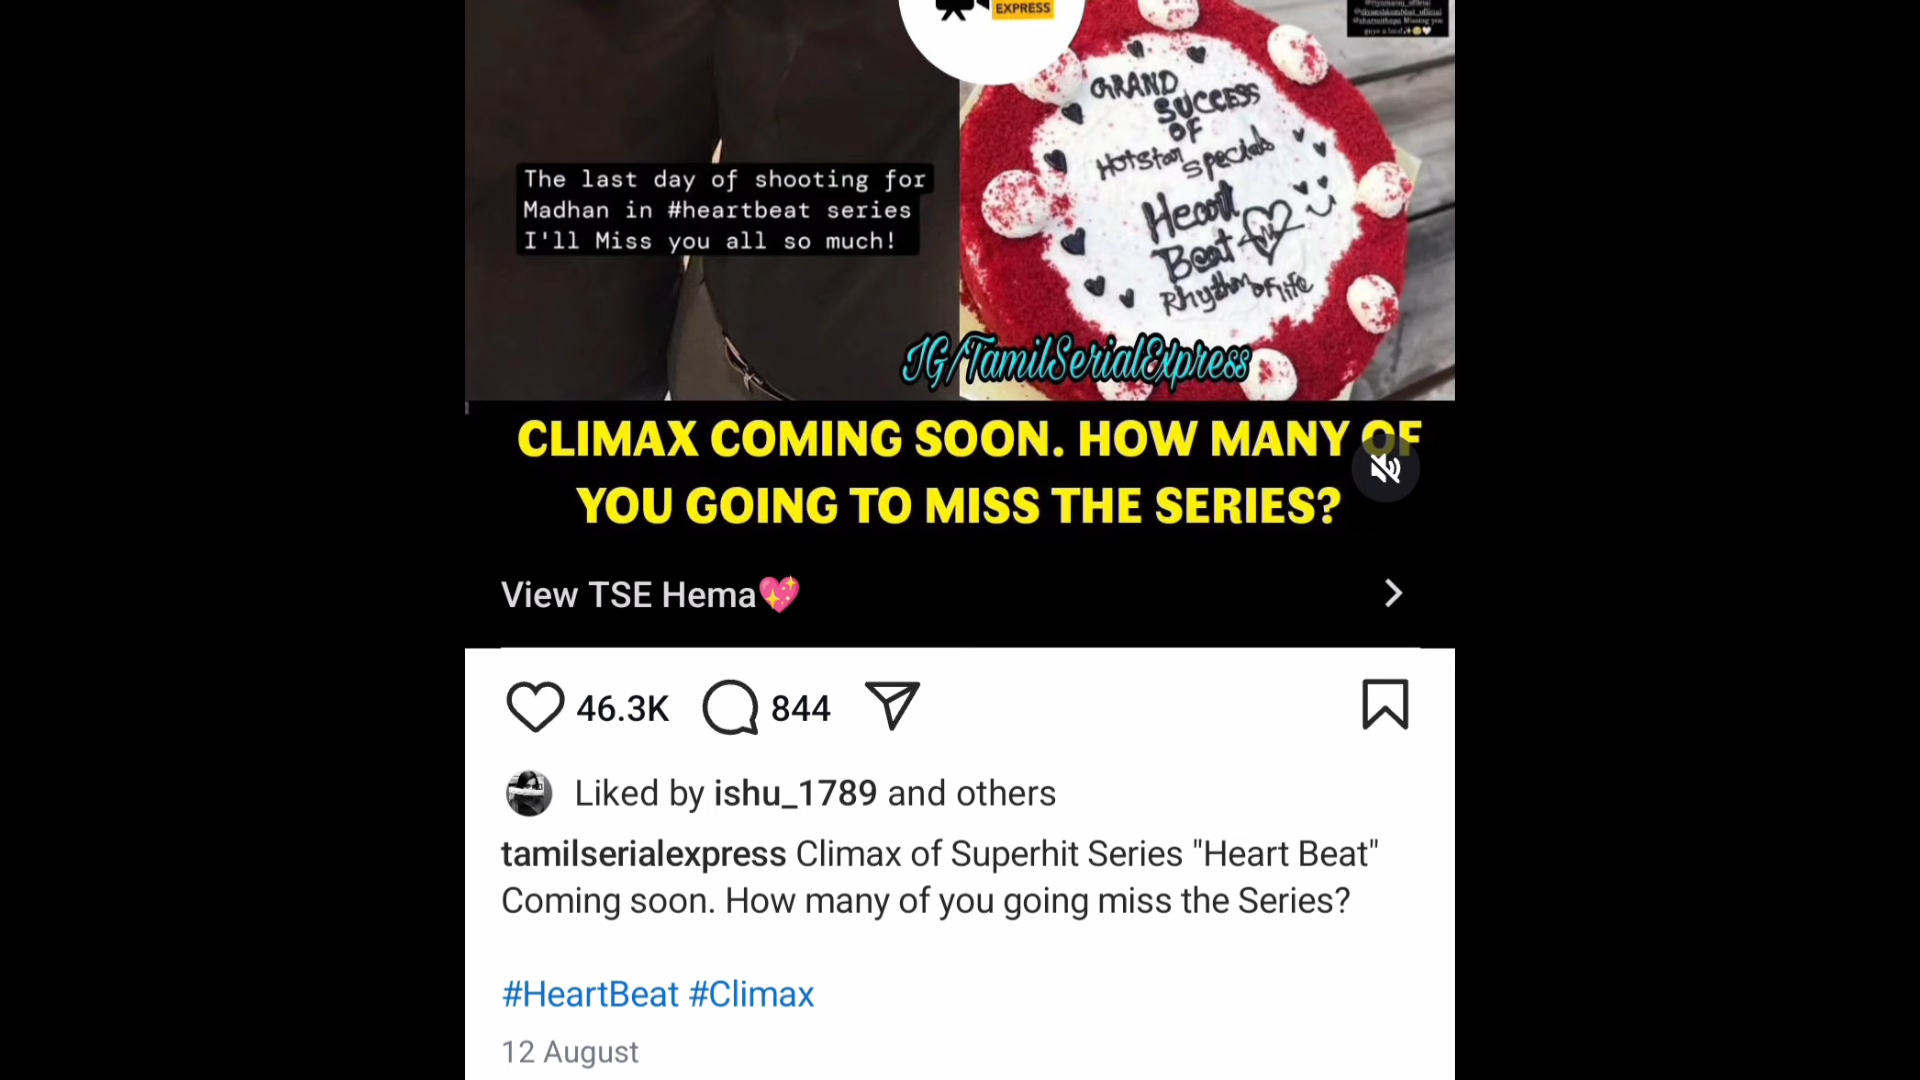 EXPRESS
guys a lot
The last day of shooting for
Madhan in #heartbeat series
I'll Miss you all so much!
GRAND
SUCCESS
OF
Hotstar
specials
Heart
Beat
Rhythm of life
IG/TamilSerialExpress
CLIMAX COMING SOON. HOW MANY OF
YOU GOING TO MISS THE SERIES?
View TSE Hema💖
46.3K 844
Liked by ishu_1789 and others
tamilserialexpress Climax of Superhit Series "Heart Beat"
Coming soon. How many of you going miss the Series?
#HeartBeat #Climax
12 August